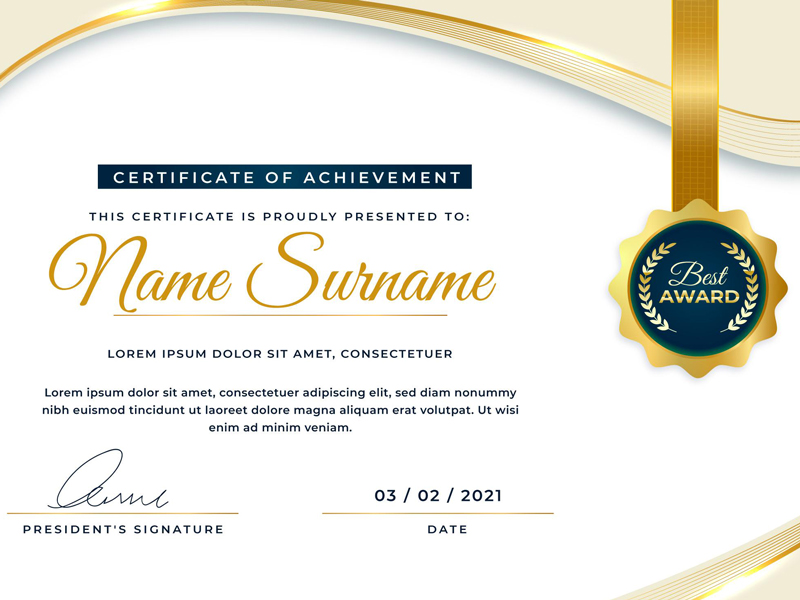 CERTIFICATE OF ACHIEVEMENT
THIS CERTIFICATE IS PROUDLY PRESENTED TO:
Name Surname
LOREM IPSUM DOLOR SIT AMET, CONSECTETUER
Lorem ipsum dolor sit amet, consectetuer adipiscing elit, sed diam nonummy
nibh euismod tincidunt ut laoreet dolore magna aliquam erat volutpat. Ut wisi
enim ad minim veniam.
03 / 02 / 2021
PRESIDENT'S SIGNATURE
DATE
Best
AWARD